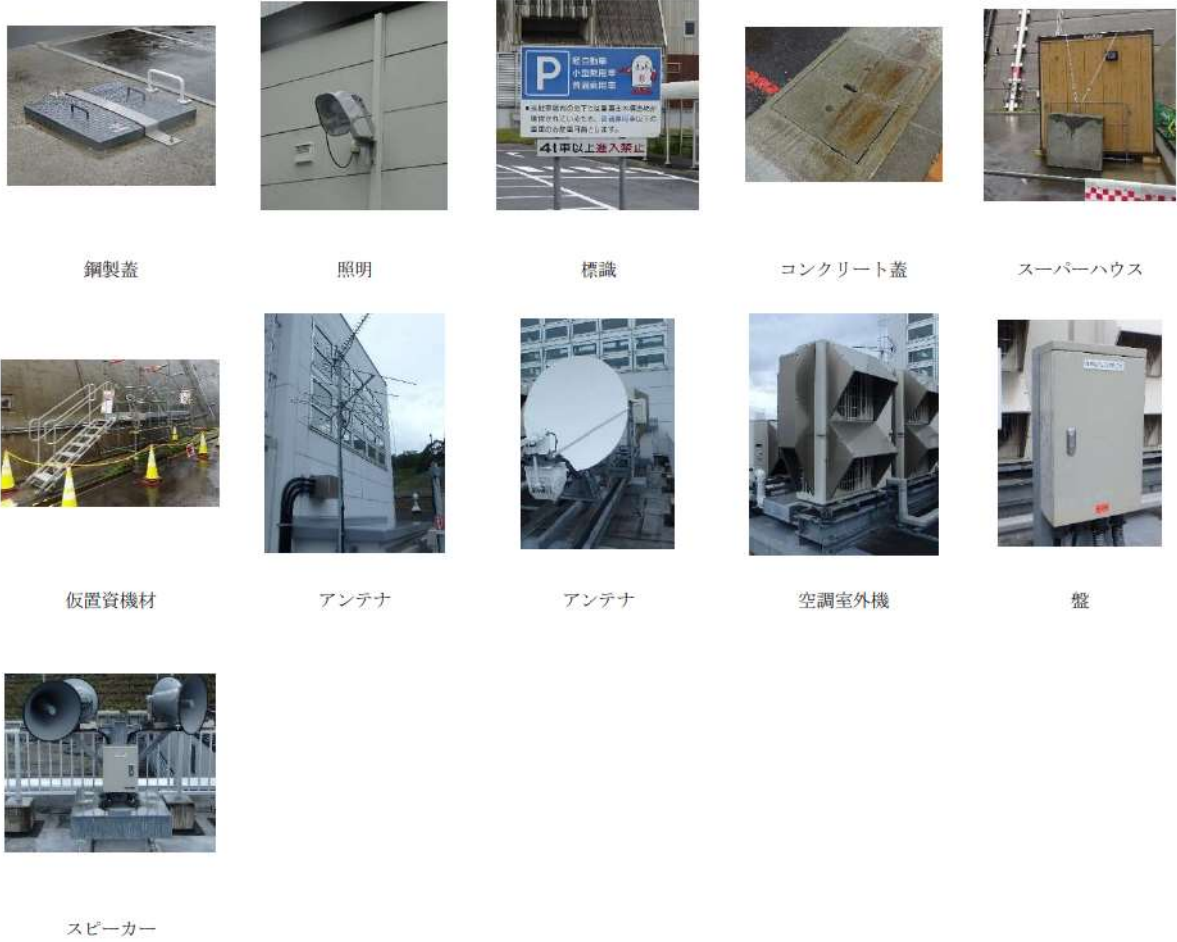 P
軽自動車
小型乗用車
普通乗用車
4t車以上進入禁止
鋼製蓋
照明
標識
コンクリート蓋
スーパーハウス
仮置資機材
アンテナ
アンテナ
空調室外機
盤
スピーカー